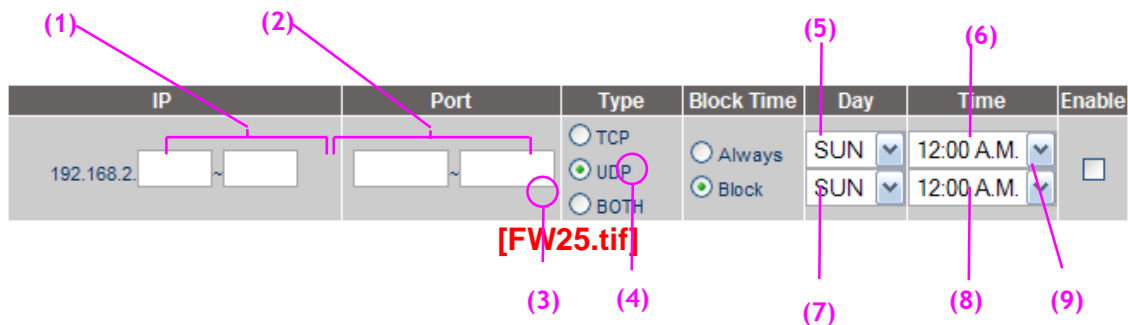 (1) (2) (5) (6)
IP Port Type Block Time Day Time Enable
192.168.2. ~ ~
TCP
UDP
BOTH
Always
Block
SUN 12:00 A.M.
SUN 12:00 A.M.
[FW25.tif]
(3) (4) (7) (8) (9)